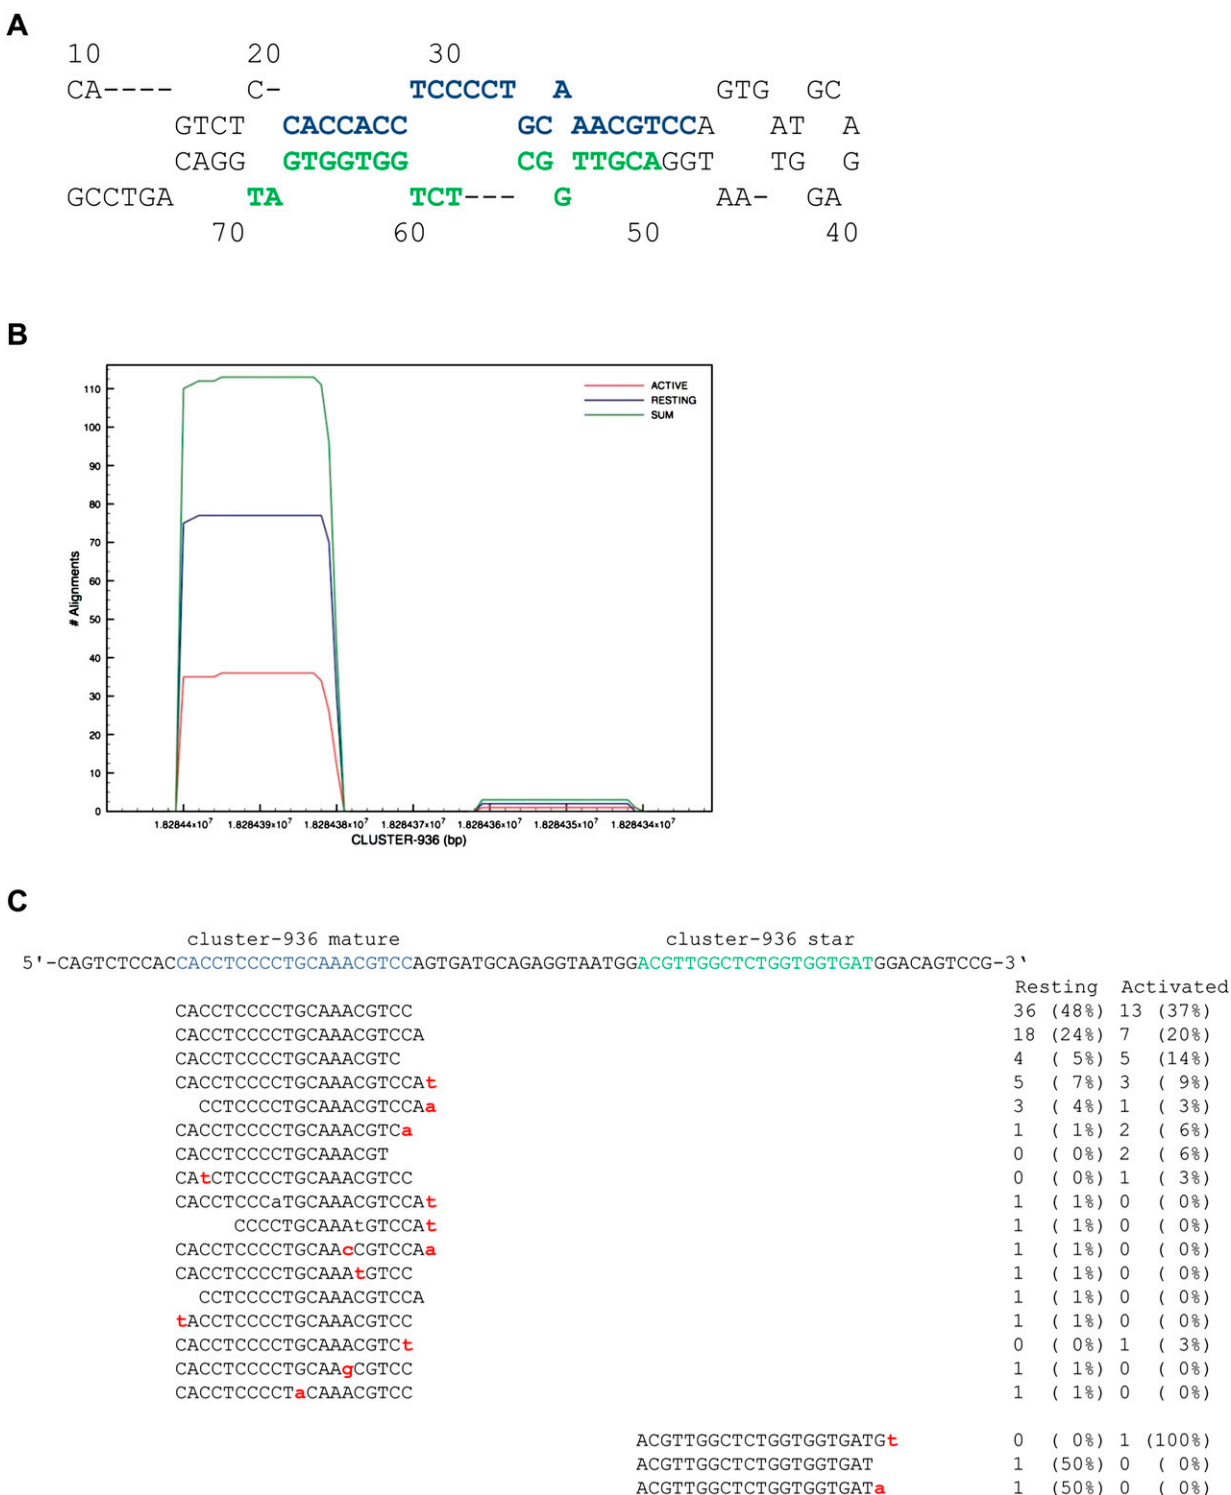 A
10 20 30
CA---- C- TCCCCT A GTG GC
GTCT CACCACC GC AACGTCCA AT A
CAGG GTGGTGG CG TTGCAGGT TG G
GCCTGA TA TCT--- G AA- GA
70 60 50 40
B
ACTIVE
RESTING
SUM
110
100
90
80
70
60
50
40
30
20
10
0
# Alignments
1.82844x10⁷ 1.828439x10⁷ 1.828438x10⁷ 1.828437x10⁷ 1.828436x10⁷ 1.828435x10⁷ 1.828434x10⁷
CLUSTER-936 (bp)
C
cluster-936 mature cluster-936 star
5'-CAGTCTCCACCACCTCCCCTGCAAACGTCCAGTGATGCAGAGGTAATGGACGTTGGCTCTGGTGGTGATGGACAGTCCG-3'
Resting Activated
CACCTCCCCTGCAAACGTCC 36 (48%) 13 (37%)
CACCTCCCCTGCAAACGTCCA 18 (24%) 7 (20%)
CACCTCCCCTGCAAACGTC 4 ( 5%) 5 (14%)
CACCTCCCCTGCAAACGTCCAt 5 ( 7%) 3 ( 9%)
CCTCCCCTGCAAACGTCCAa 3 ( 4%) 1 ( 3%)
CACCTCCCCTGCAAACGTCa 1 ( 1%) 2 ( 6%)
CACCTCCCCTGCAAACGT 0 ( 0%) 2 ( 6%)
CAtCTCCCCTGCAAACGTCC 0 ( 0%) 1 ( 3%)
CACCTCCCaTGCAAACGTCCAt 1 ( 1%) 0 ( 0%)
CCCCTGCAAAtGTCCAt 1 ( 1%) 0 ( 0%)
CACCTCCCCTGCAAcCGTCCAa 1 ( 1%) 0 ( 0%)
CACCTCCCCTGCAAAtGTCC 1 ( 1%) 0 ( 0%)
CCTCCCCTGCAAACGTCCA 1 ( 1%) 0 ( 0%)
tACCTCCCCTGCAAACGTCC 1 ( 1%) 0 ( 0%)
CACCTCCCCTGCAAACGTCt 0 ( 0%) 1 ( 3%)
CACCTCCCCTGCAAgCGTCC 1 ( 1%) 0 ( 0%)
CACCTCCCCTaCAAACGTCC 1 ( 1%) 0 ( 0%)
ACGTTGGCTCTGGTGGTGATGt 0 ( 0%) 1 (100%)
ACGTTGGCTCTGGTGGTGAT 1 (50%) 0 ( 0%)
ACGTTGGCTCTGGTGGTGATa 1 (50%) 0 ( 0%)